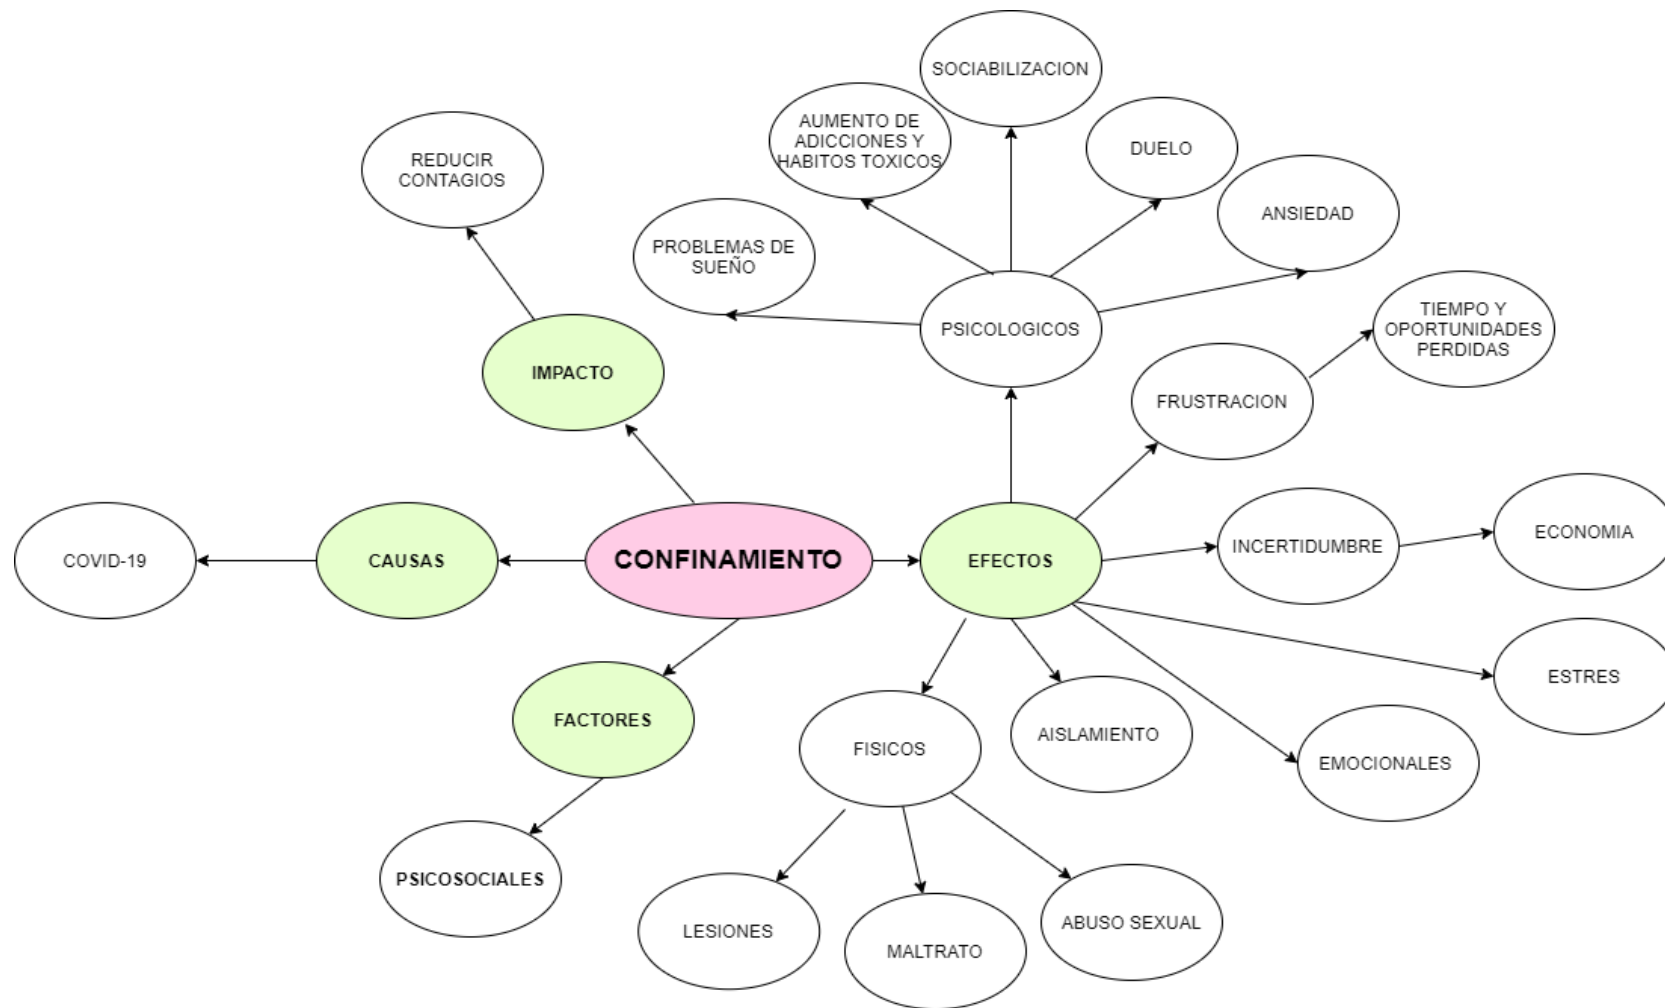 SOCIABILIZACION
AUMENTO DE
ADICCIONES Y
HABITOS TOXICOS
DUELO
REDUCIR
CONTAGIOS
ANSIEDAD
PROBLEMAS DE
SUEÑO
PSICOLOGICOS
TIEMPO Y
OPORTUNIDADES
PERDIDAS
IMPACTO
FRUSTRACION
COVID-19
CAUSAS
CONFINAMIENTO
EFECTOS
INCERTIDUMBRE
ECONOMIA
ESTRES
FACTORES
FISICOS
AISLAMIENTO
EMOCIONALES
PSICOSOCIALES
LESIONES
MALTRATO
ABUSO SEXUAL